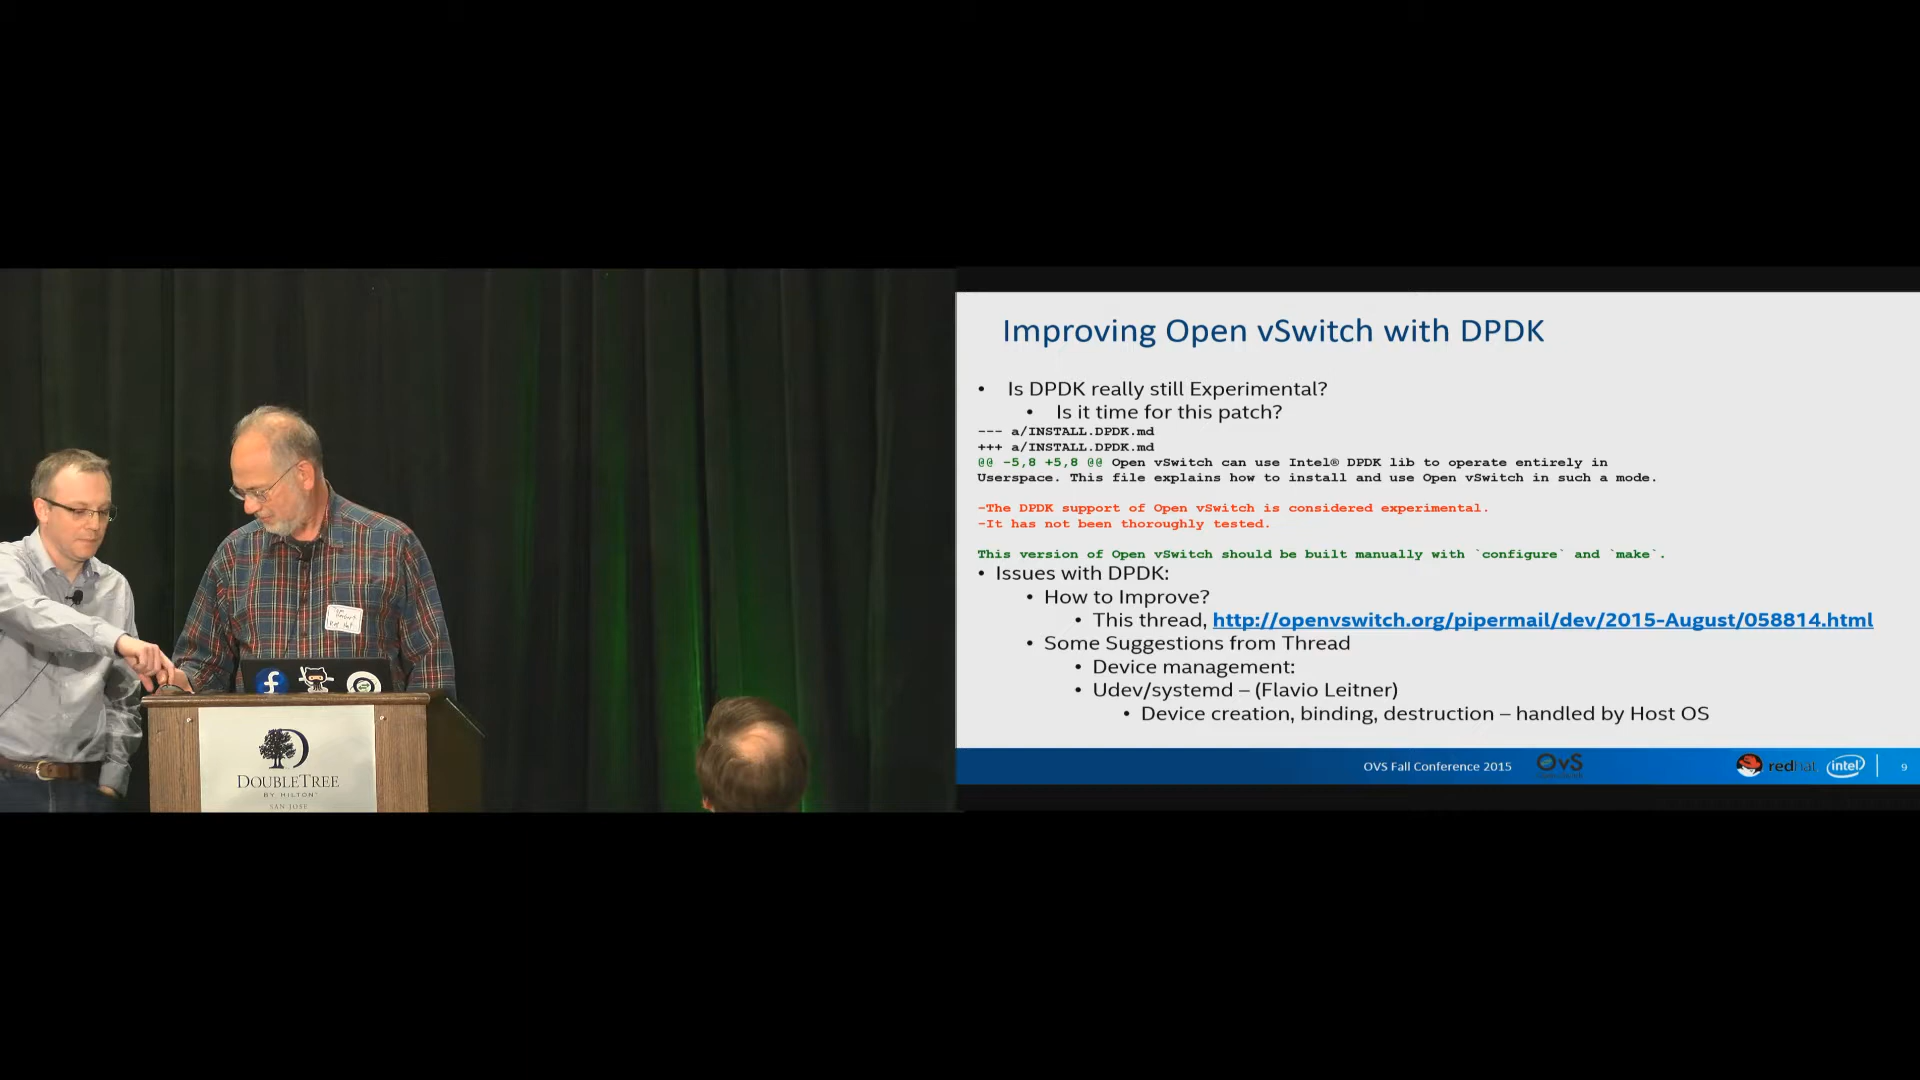 Improving Open vSwitch with DPDK
• Is DPDK really still Experimental?
• Is it time for this patch?
--- a/INSTALL.DPDK.md
+++ a/INSTALL.DPDK.md
@@ -5,8 +5,8 @@ Open vSwitch can use Intel® DPDK lib to operate entirely in
Userspace. This file explains how to install and use Open vSwitch in such a mode.
-The DPDK support of Open vSwitch is considered experimental.
-It has not been thoroughly tested.
This version of Open vSwitch should be built manually with `configure` and `make`.
• Issues with DPDK:
• How to Improve?
• This thread, http://openvswitch.org/pipermail/dev/2015-August/058814.html
• Some Suggestions from Thread
• Device management:
• Udev/systemd – (Flavio Leitner)
• Device creation, binding, destruction – handled by Host OS
OVS Fall Conference 2015
OvS
redhat
intel
9
DOUBLETREE
BY HILTON
SAN JOSE